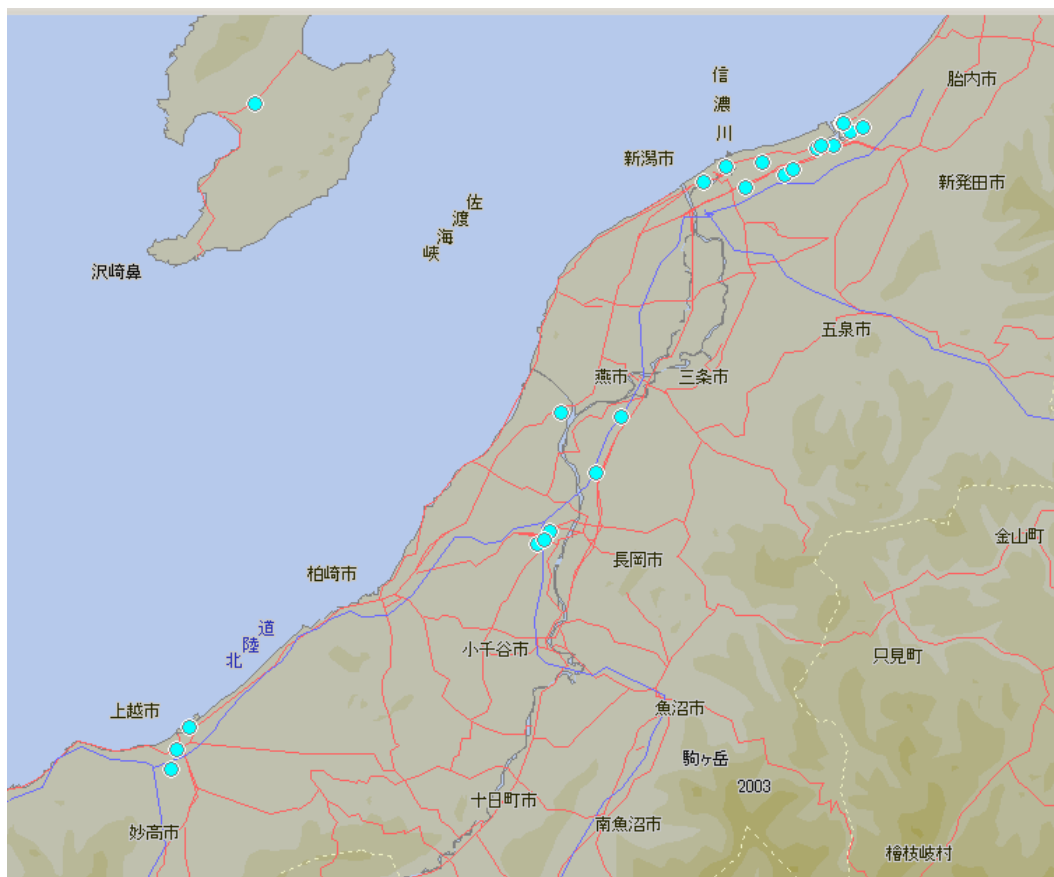 胎内市
信濃川
新潟市
新発田市
佐渡海峡
沢崎鼻
五泉市
燕市
三条市
金山町
長岡市
柏崎市
北陸道
小千谷市
只見町
魚沼市
上越市
駒ヶ岳
2003
十日町市
南魚沼市
妙高市
檜枝岐村